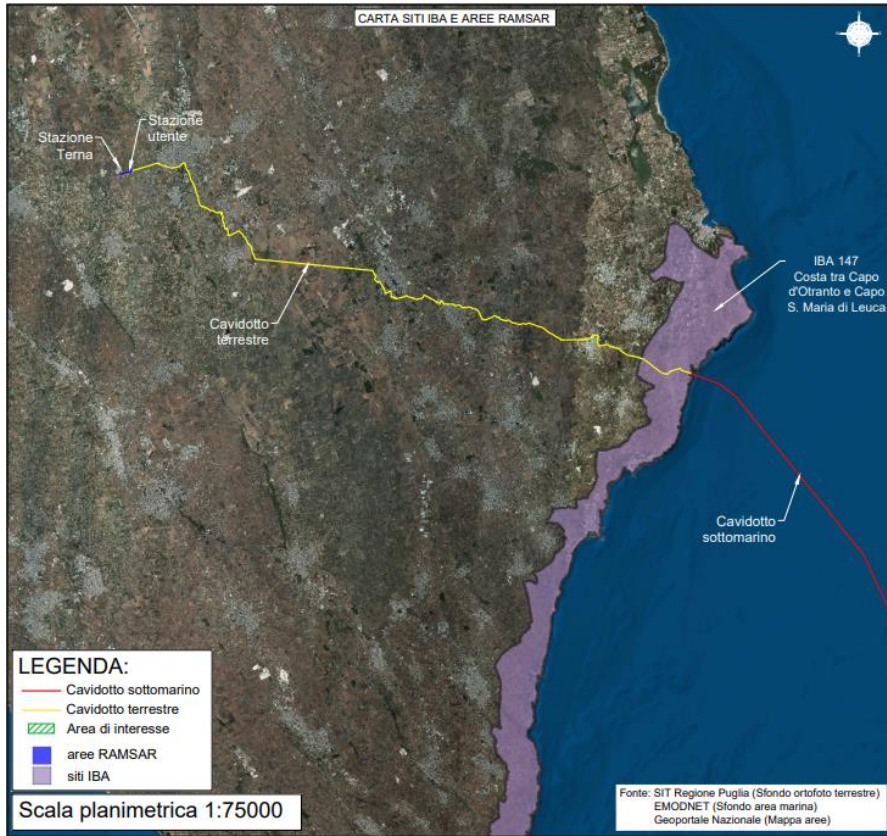 CARTA SITI IBA E AREE RAMSAR
Stazione
utente
Stazione
Terna
IBA 147
Costa tra Capo
d'Otranto e Capo
S. Maria di Leuca
Cavidotto
terrestre
Cavidotto
sottomarino
LEGENDA:
Cavidotto sottomarino
Cavidotto terrestre
Area di interesse
aree RAMSAR
siti IBA
Scala planimetrica 1:75000
Fonte: SIT Regione Puglia (Sfondo ortofoto terrestre)
EMODNET (Sfondo area marina)
Geoportale Nazionale (Mappa aree)